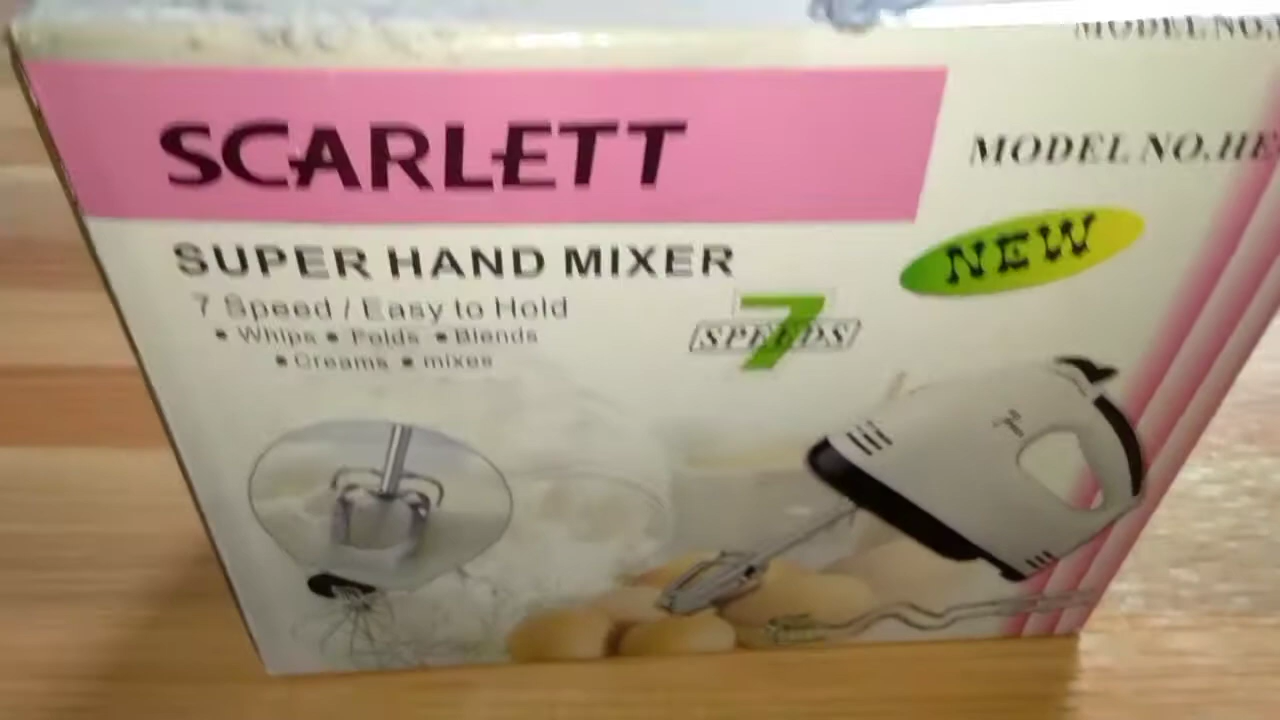 MODEL NO.
SCARLETT
MODEL NO.HE
SUPER HAND MIXER
NEW
7 Speed / Easy to Hold
7 SPEEDS
• Whips • Folds • Blends
• Creams • mixes